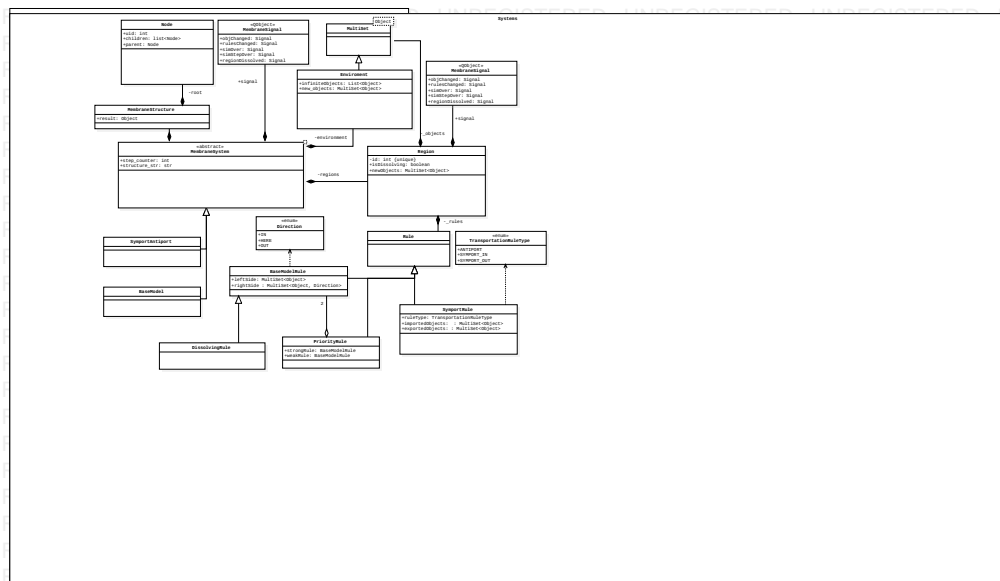 UNREGISTERED UNREGISTERED UNREGISTERED
Systems
Node
+uid: int
+children: list<Node>
+parent: Node
«QObject»
MembraneSignal
+objChanged: Signal
+rulesChanged: Signal
+simOver: Signal
+simStepOver: Signal
+regionDissolved: Signal
Object
MultiSet
Enviroment
+infiniteObjects: List<Object>
+new_objects: MultiSet<Object>
«QObject»
MembraneSignal
+objChanged: Signal
+rulesChanged: Signal
+simOver: Signal
+simStepOver: Signal
+regionDissolved: Signal
-root
+signal
MembraneStructure
+result: Object
-environment
-_objects
+signal
«abstract»
MembraneSystem
+step_counter: int
+structure_str: str
-regions
Region
-id: int {unique}
+isDissolving: boolean
+newObjects: MultiSet<Object>
-_rules
SymportAntiport
«enum»
Direction
+IN
+HERE
+OUT
Rule
«enum»
TransportationRuleType
+ANTIPORT
+SYMPORT_IN
+SYMPORT_OUT
BaseModel
BaseModelRule
+leftSide: MultiSet<Object>
+rightSide : MultiSet<Object, Direction>
2
SymportRule
+ruleType: TransportationRuleType
+importedObjects: : MultiSet<Object>
+exportedObjects: : MultiSet<Object>
DissolvingRule
PriorityRule
+strongRule: BaseModelRule
+weakRule: BaseModelRule